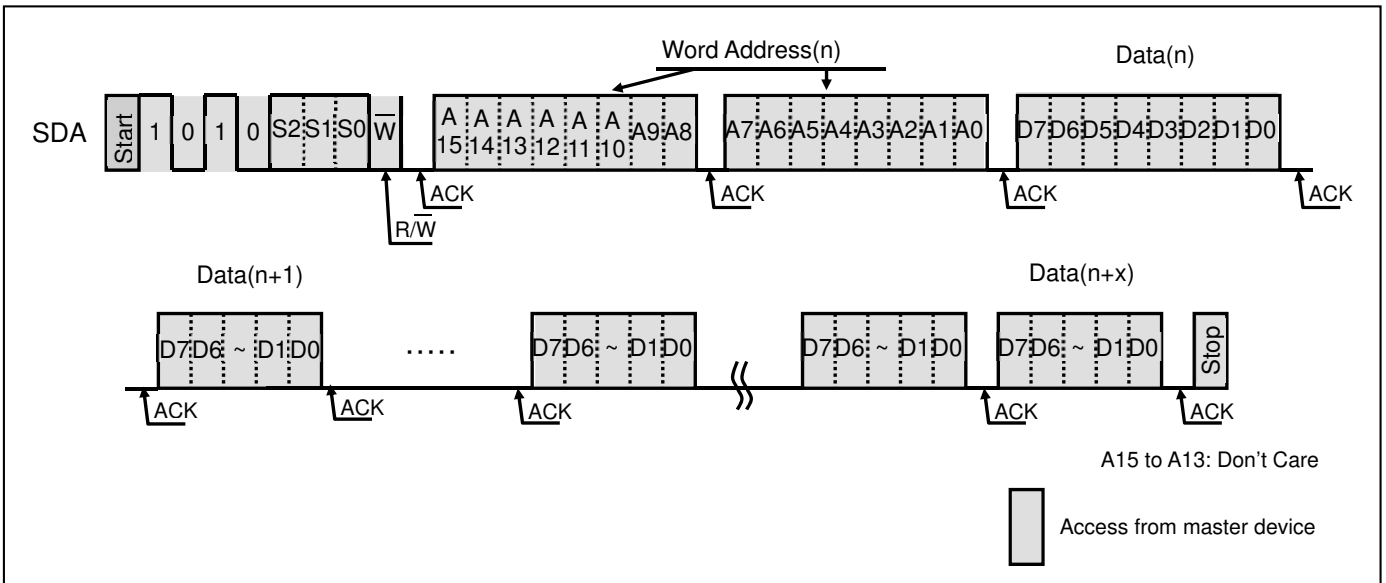 Word Address(n)
Data(n)
SDA Start 1 0 1 0 S2 S1 S0 W A15 A14 A13 A12 A11 A10 A9 A8 A7 A6 A5 A4 A3 A2 A1 A0 D7 D6 D5 D4 D3 D2 D1 D0
ACK ACK ACK ACK
R/W
Data(n+1)
Data(n+x)
D7 D6 ~ D1 D0 ..... D7 D6 ~ D1 D0 D7 D6 ~ D1 D0 D7 D6 ~ D1 D0 Stop
ACK ACK ACK ACK ACK
A15 to A13: Don't Care
Access from master device